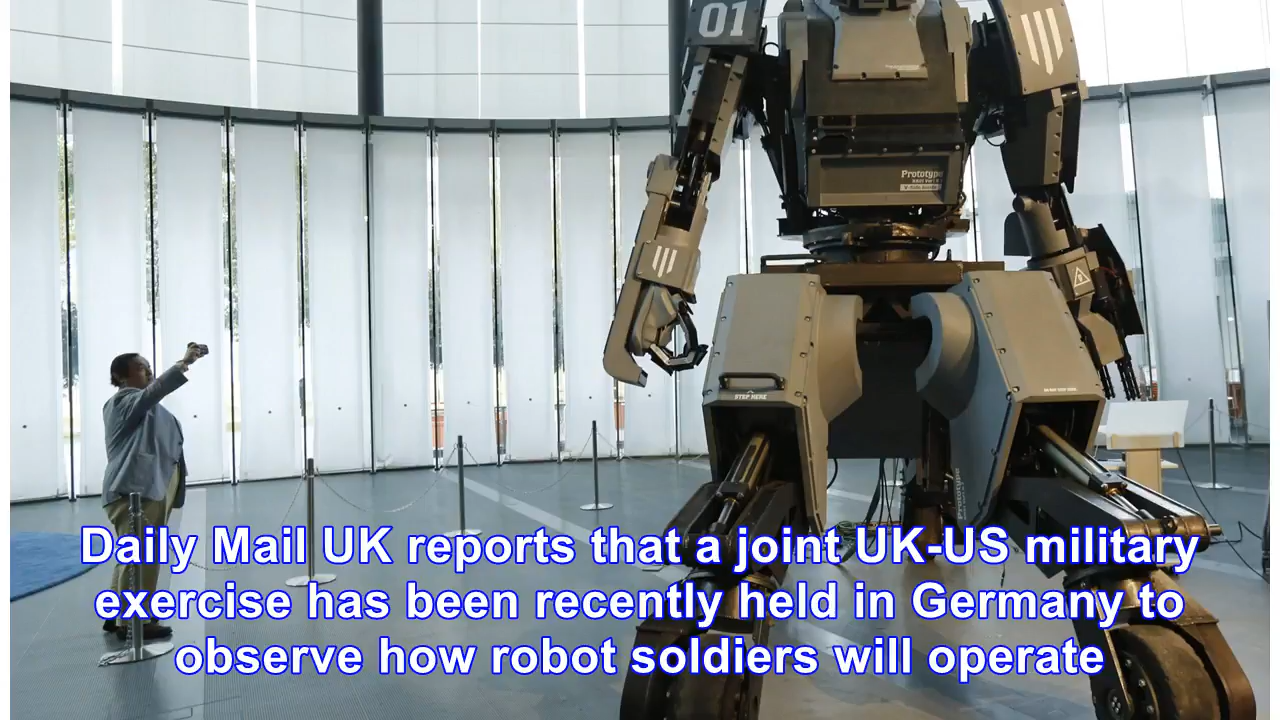 01
Prototype
STEP HERE
Prototype
Daily Mail UK reports that a joint UK-US military
exercise has been recently held in Germany to
observe how robot soldiers will operate